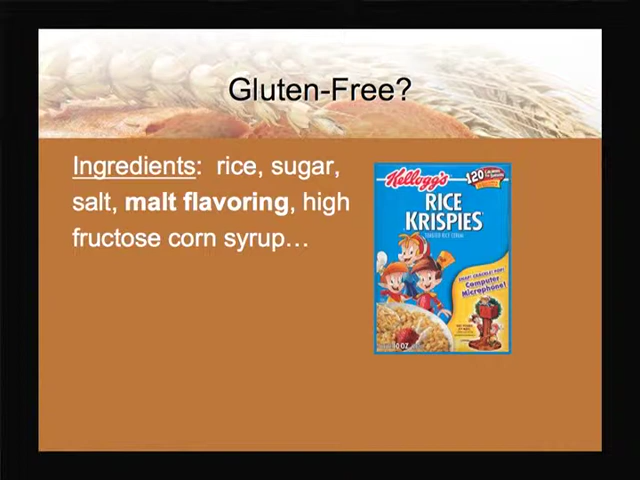 Gluten-Free?
Ingredients:  rice, sugar,
salt, malt flavoring, high
fructose corn syrup…
Kellogg's
120
RICE
KRISPIES
Computer
Microphone!